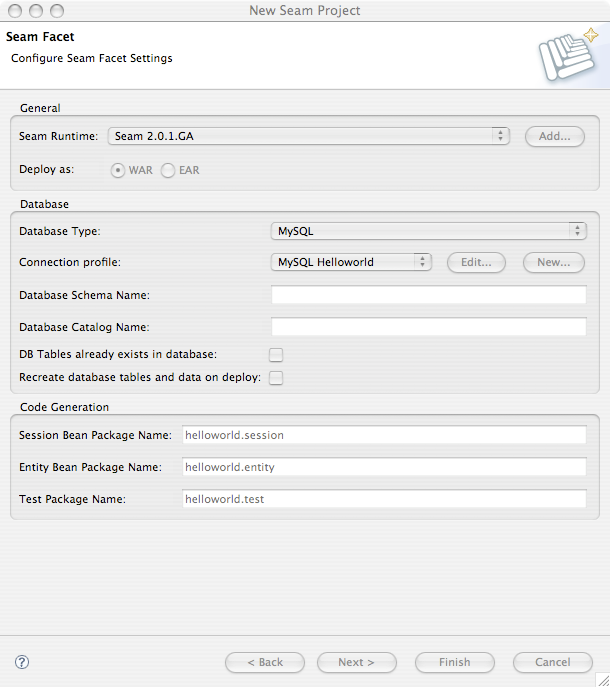 New Seam Project
Seam Facet
Configure Seam Facet Settings
General
Seam Runtime: Seam 2.0.1.GA Add...
Deploy as: WAR EAR
Database
Database Type: MySQL
Connection profile: MySQL Helloworld Edit... New...
Database Schema Name:
Database Catalog Name:
DB Tables already exists in database:
Recreate database tables and data on deploy:
Code Generation
Session Bean Package Name: helloworld.session
Entity Bean Package Name: helloworld.entity
Test Package Name: helloworld.test
? < Back Next > Finish Cancel